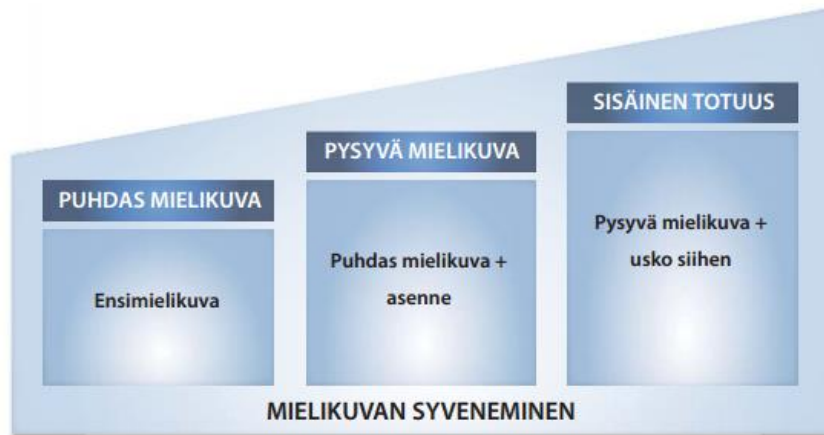 PUHDAS MIELIKUVA
Ensimielikuva
PYSYVÄ MIELIKUVA
Puhdas mielikuva +
asenne
SISÄINEN TOTUUS
Pysyvä mielikuva +
usko siihen
MIELIKUVAN SYVENEMINEN